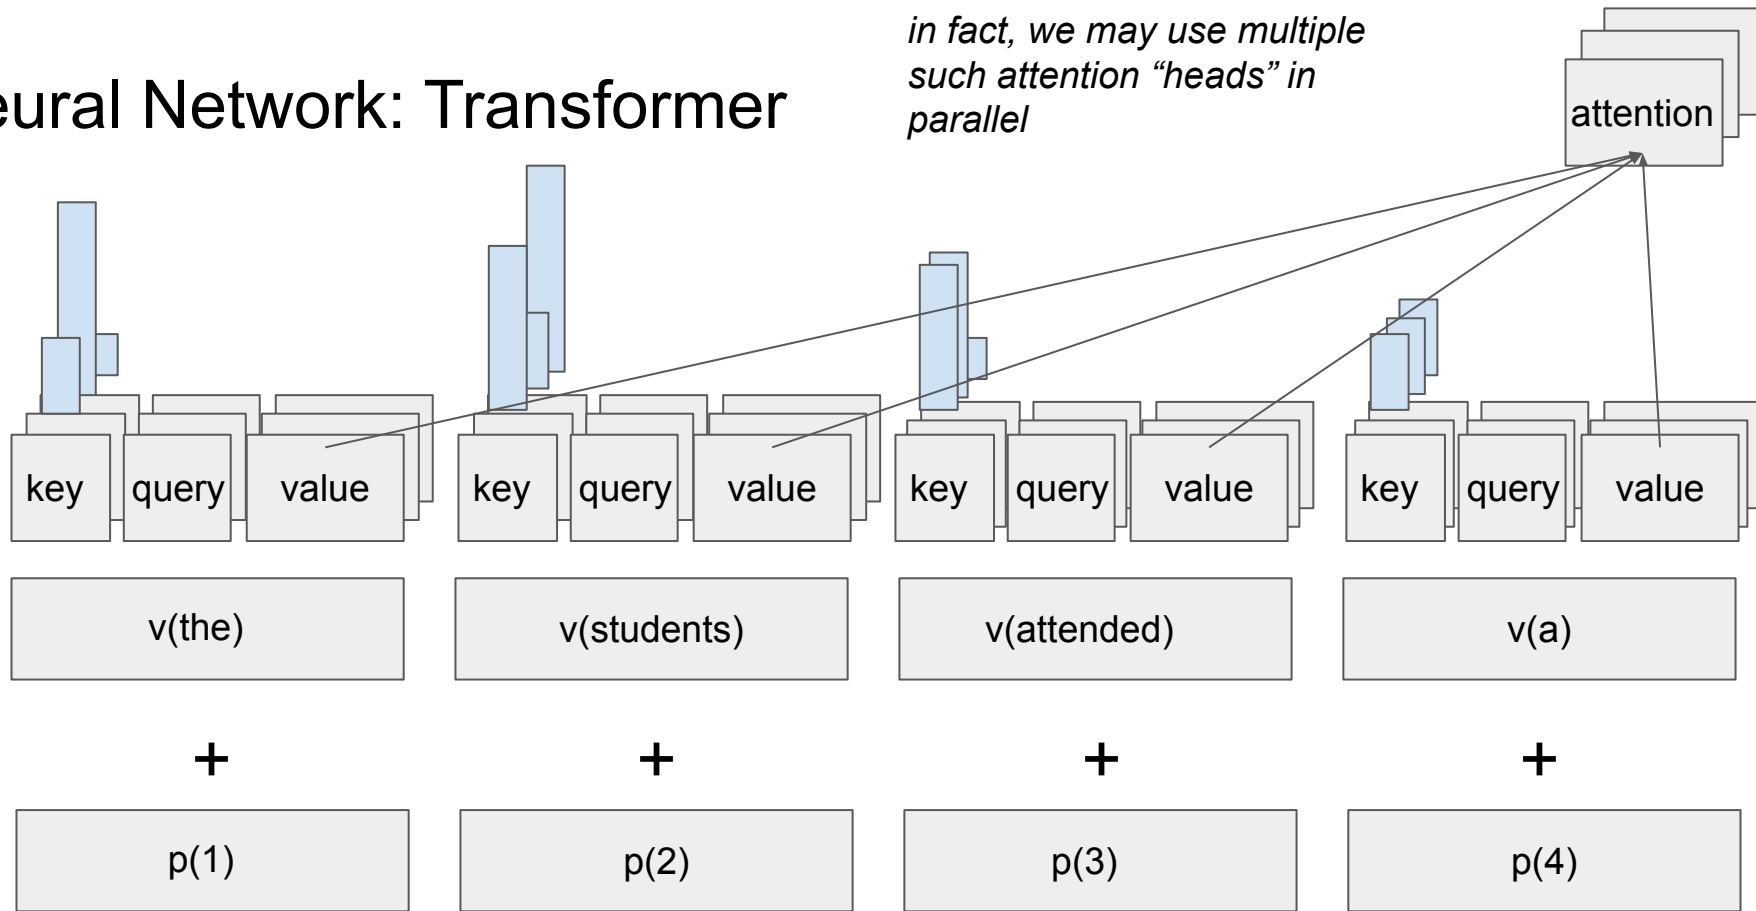 in fact, we may use multiple
such attention “heads” in
parallel
eural Network: Transformer
attention
key query value key query value key query value key query value
v(the) v(students) v(attended) v(a)
+ + + +
p(1) p(2) p(3) p(4)